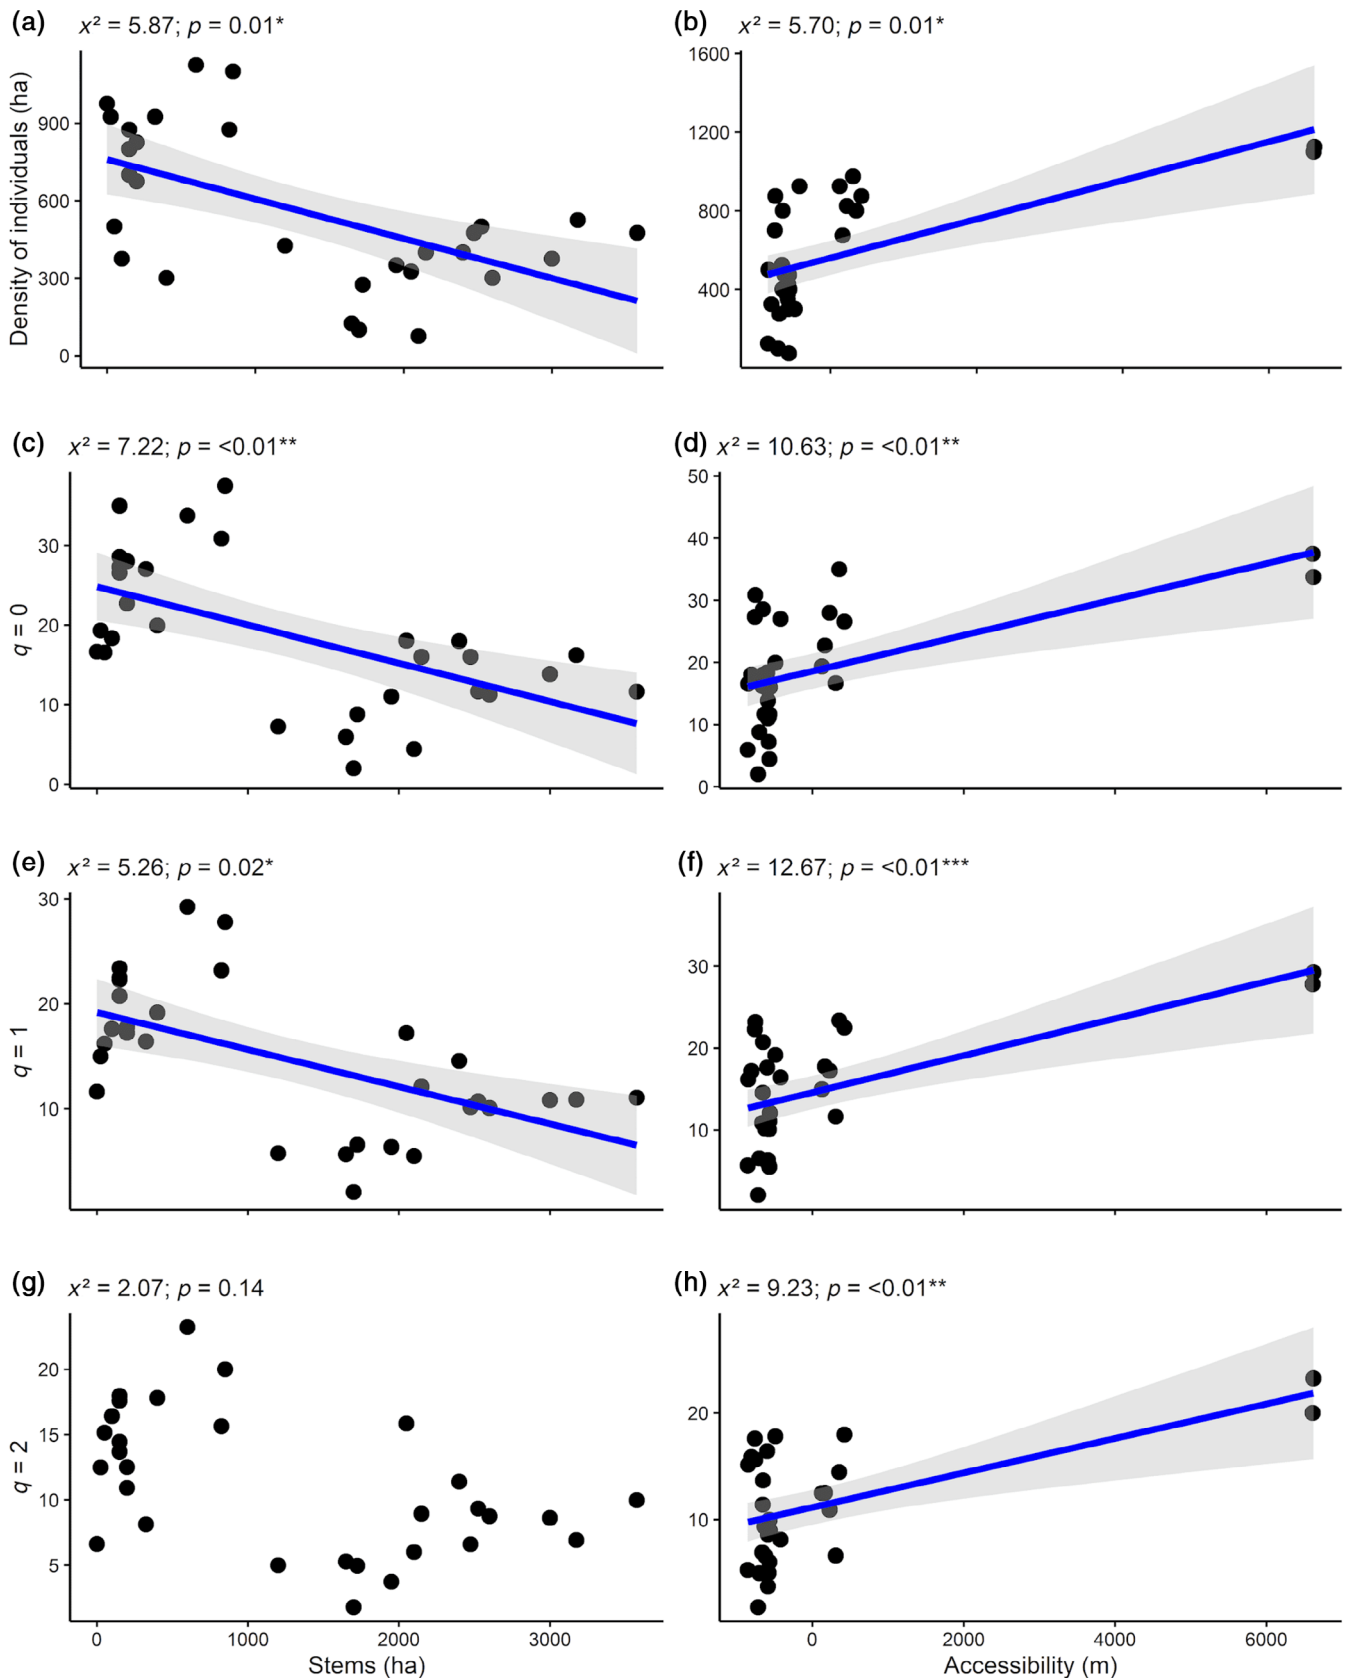 (a) x² = 5.87; p = 0.01*
Density of individuals (ha)
900
600
300
0
(b) x² = 5.70; p = 0.01*
1600
1200
800
400
(c) x² = 7.22; p = <0.01**
q = 0
30
20
10
0
(d) x² = 10.63; p = <0.01**
50
40
30
20
10
0
(e) x² = 5.26; p = 0.02*
q = 1
30
20
10
(f) x² = 12.67; p = <0.01***
30
20
10
(g) x² = 2.07; p = 0.14
q = 2
20
15
10
5
0 1000 2000 3000
Stems (ha)
(h) x² = 9.23; p = <0.01**
20
10
0 2000 4000 6000
Accessibility (m)